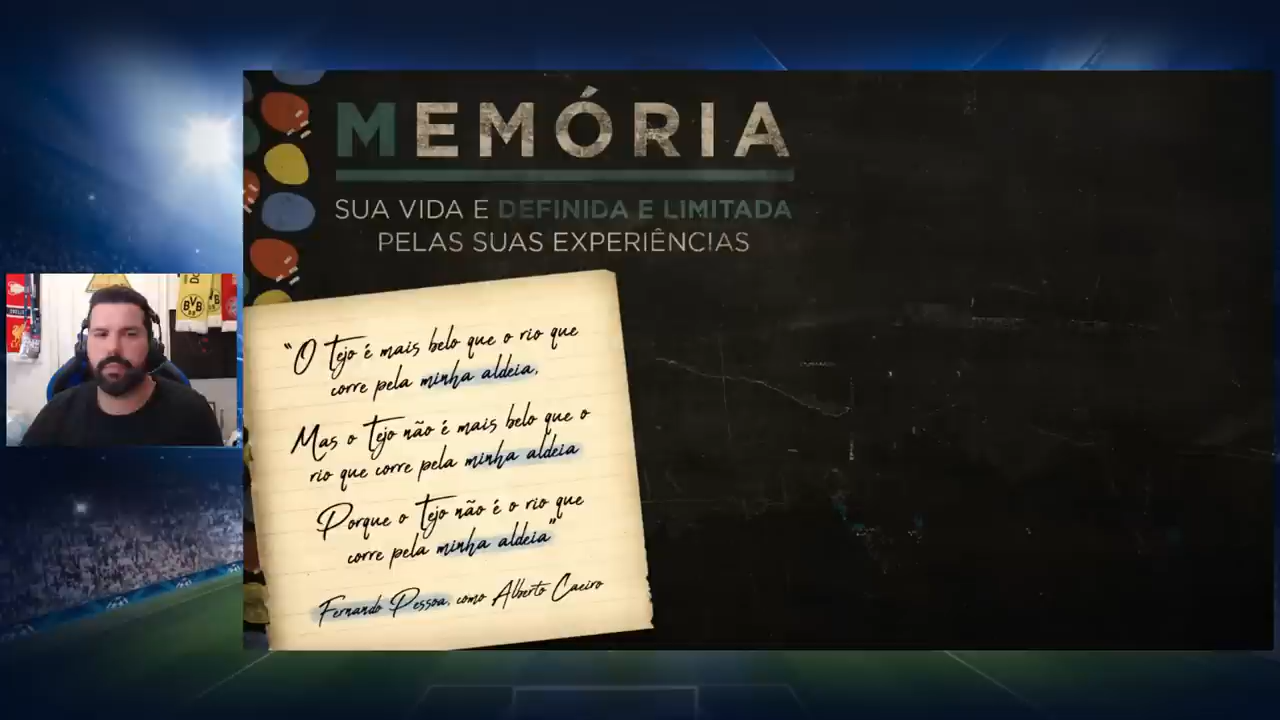 MEMÓRIA
SUA VIDA E DEFINIDA E LIMITADA
PELAS SUAS EXPERIÊNCIAS
"O Tejo é mais belo que o rio que
corre pela minha aldeia,
Mas o Tejo não é mais belo que o
rio que corre pela minha aldeia
Porque o Tejo não é o rio que
corre pela minha aldeia"
Fernando Pessoa, como Alberto Caeiro
BVB